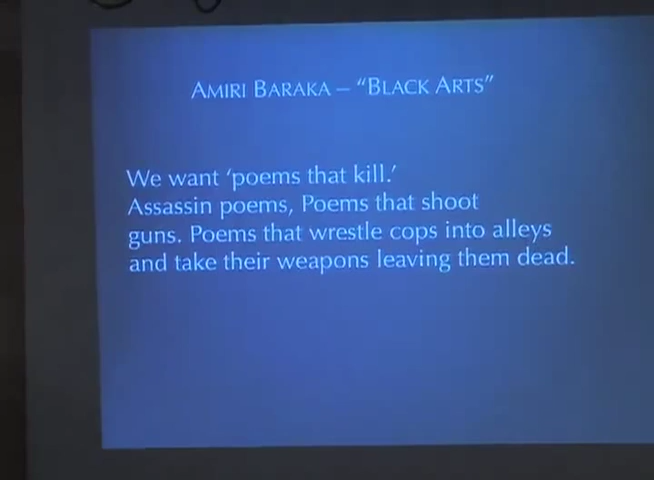 AMIRI BARAKA – “BLACK ARTS”
We want ‘poems that kill.’
Assassin poems, Poems that shoot
guns. Poems that wrestle cops into alleys
and take their weapons leaving them dead.